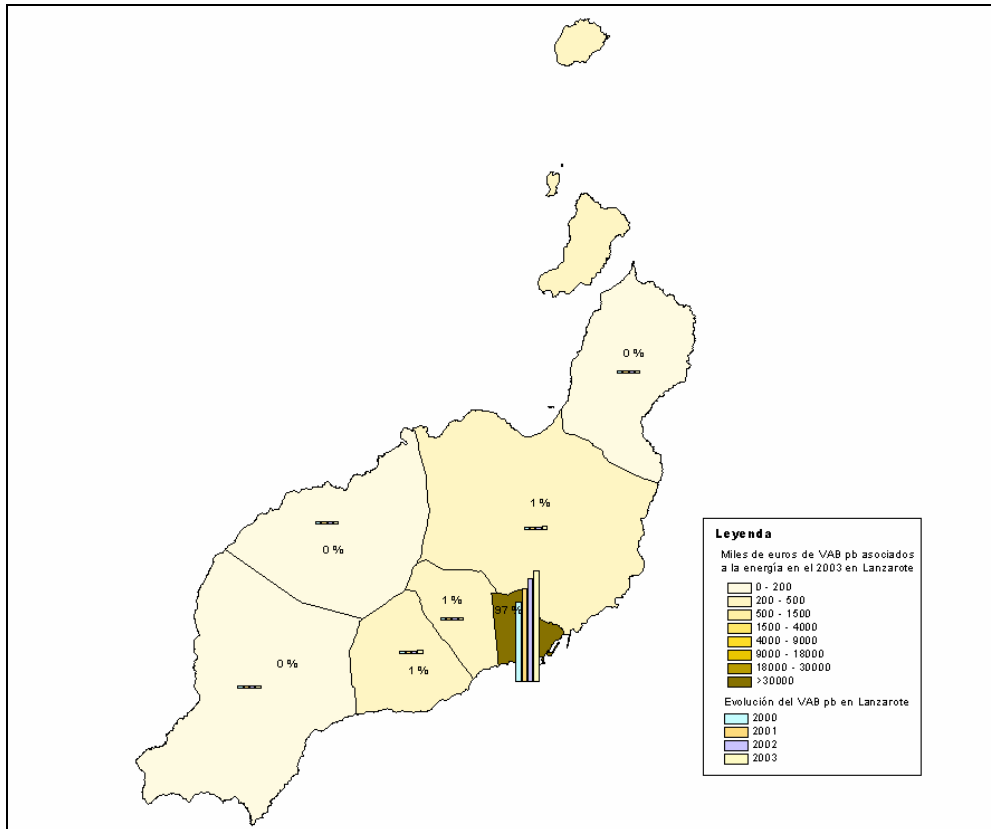 0 %
1 %
0 %
1 %
97 %
0 %
1 %
Leyenda
Miles de euros de VAB pb asociados
a la energía en el 2003 en Lanzarote
0 - 200
200 - 500
500 - 1500
1500 - 4000
4000 - 9000
9000 - 18000
18000 - 30000
>30000
Evolución del VAB pb en Lanzarote
2000
2001
2002
2003